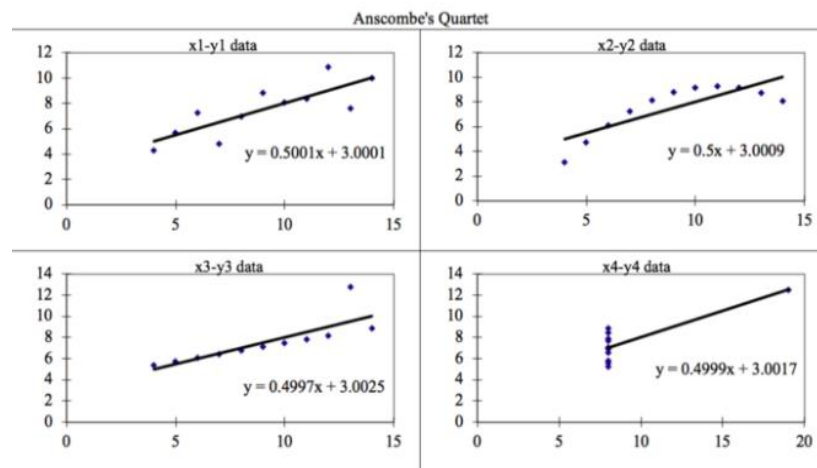 Anscombe's Quartet
x1-y1 data
12
10
8
6
4
2
0
0 5 10 15
y = 0.5001x + 3.0001
x2-y2 data
12
10
8
6
4
2
0
0 5 10 15
y = 0.5x + 3.0009
x3-y3 data
14
12
10
8
6
4
2
0
0 5 10 15
y = 0.4997x + 3.0025
x4-y4 data
14
12
10
8
6
4
2
0
0 5 10 15 20
y = 0.4999x + 3.0017